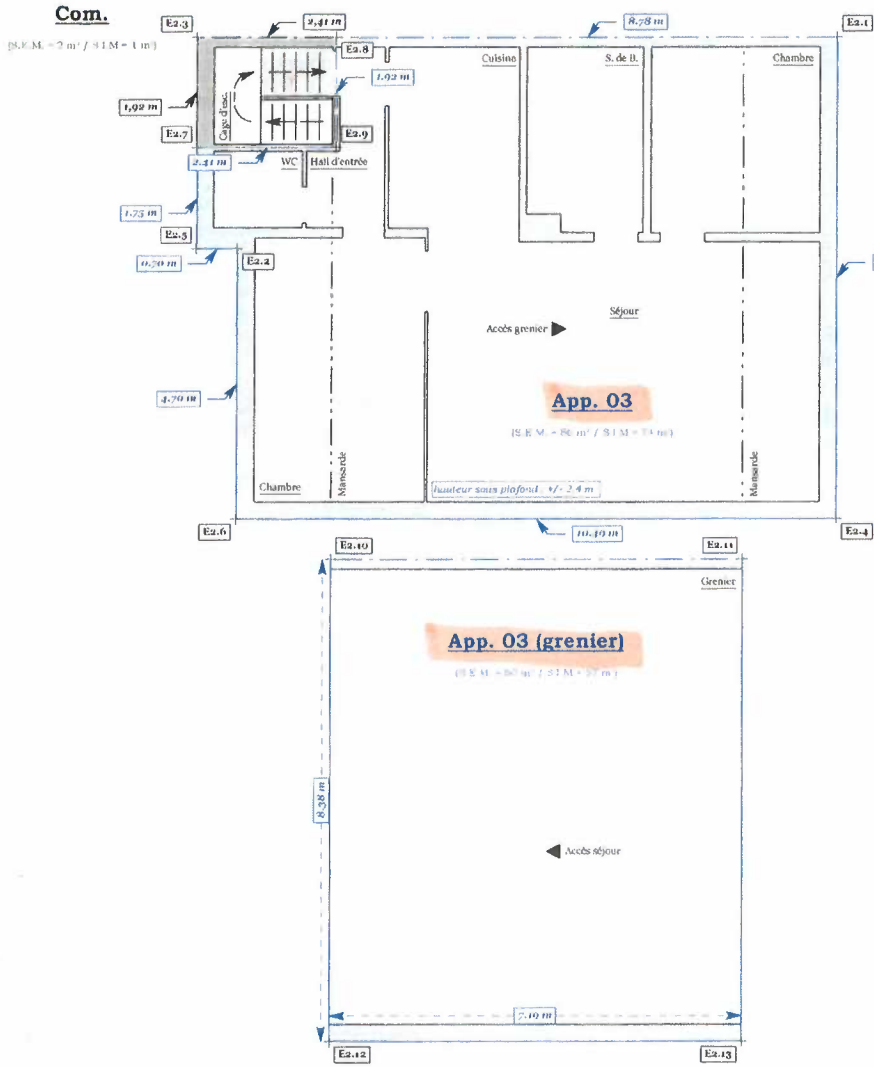 Com.
(S.E.M. = 2 m² / S.I.M = 1 m²)
E2.3
2,41 m
8.78 m
E2.1
E2.8
Cuisine
S. de B.
Chambre
1.92 m
1,92 m
Cage d'esc.
E2.7
E2.9
2.41 m
WC
Hall d'entrée
1.75 m
E2.5
0.70 m
E2.2
Séjour
Accès grenier
4.70 m
App. 03
Mansarde
Mansarde
Chambre
hauteur sous plafond : +/- 2.4 m
E2.6
10.49 m
E2.4
E2.10
E2.11
Grenier
App. 03 (grenier)
8.38 m
Accès séjour
7.19 m
E2.12
E2.13